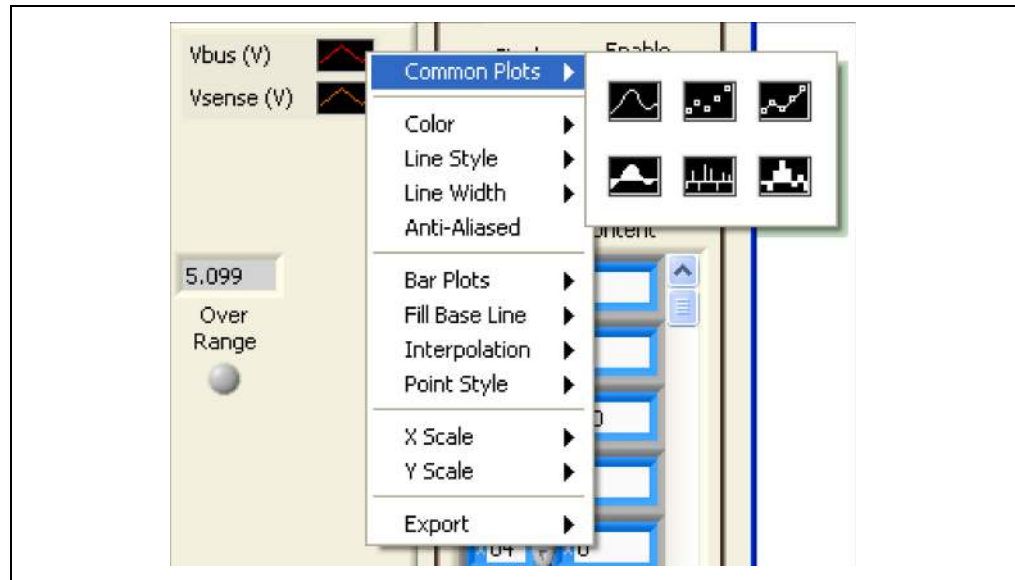 Vbus (V)
Vsense (V)
Enable
Common Plots
Color
Line Style
Line Width
Anti-Aliased
Bar Plots
Fill Base Line
Interpolation
Point Style
X Scale
Y Scale
Export
5.099
Over
Range